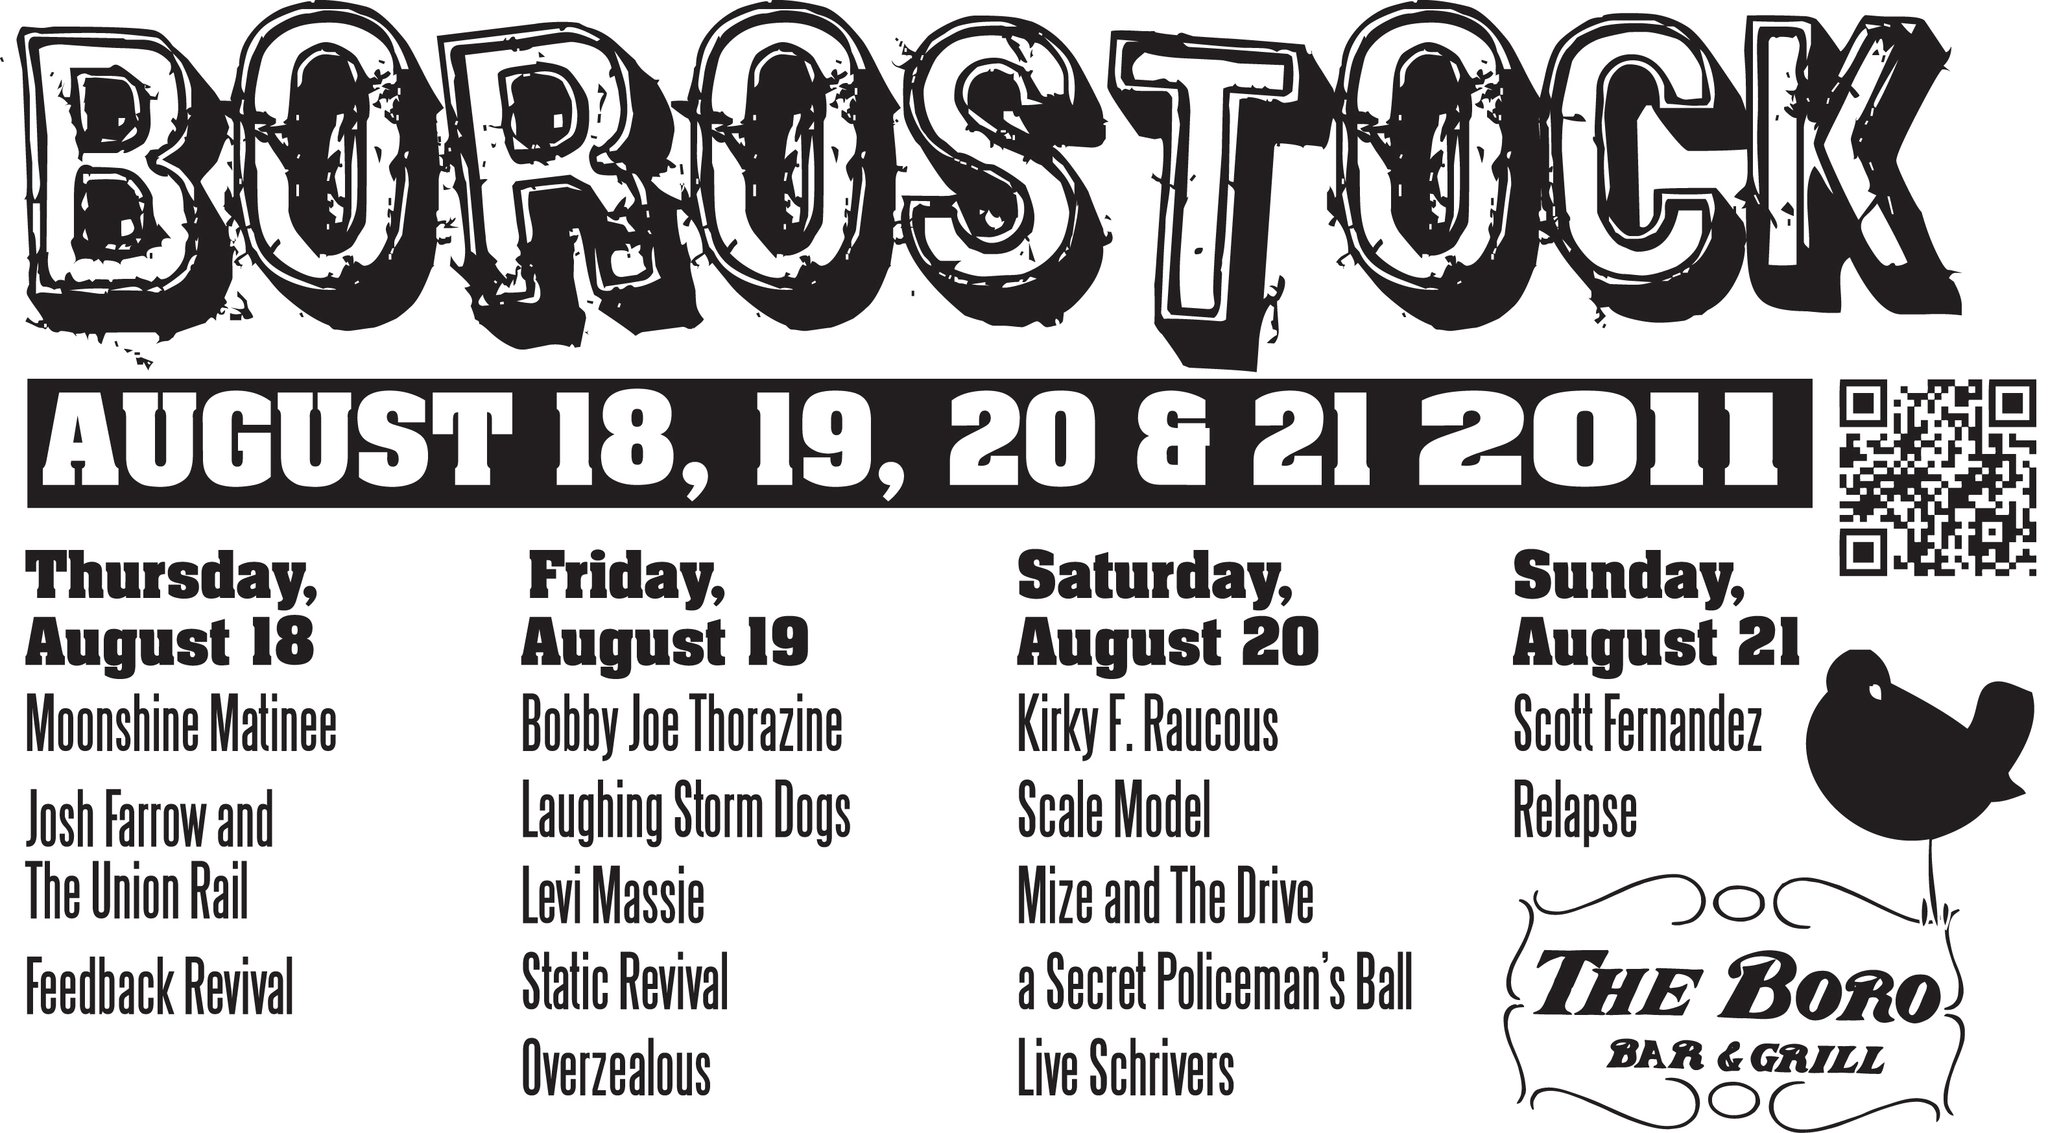 BOROSTOCK
AUGUST 18, 19, 20 & 21 2011
Thursday,
August 18
Moonshine Matinee
Josh Farrow and
The Union Rail
Feedback Revival
Friday,
August 19
Bobby Joe Thorazine
Laughing Storm Dogs
Levi Massie
Static Revival
Overzealous
Saturday,
August 20
Kirky F. Raucous
Scale Model
Mize and The Drive
a Secret Policeman's Ball
Live Schrivers
Sunday,
August 21
Scott Fernandez
Relapse
THE BORO
BAR & GRILL